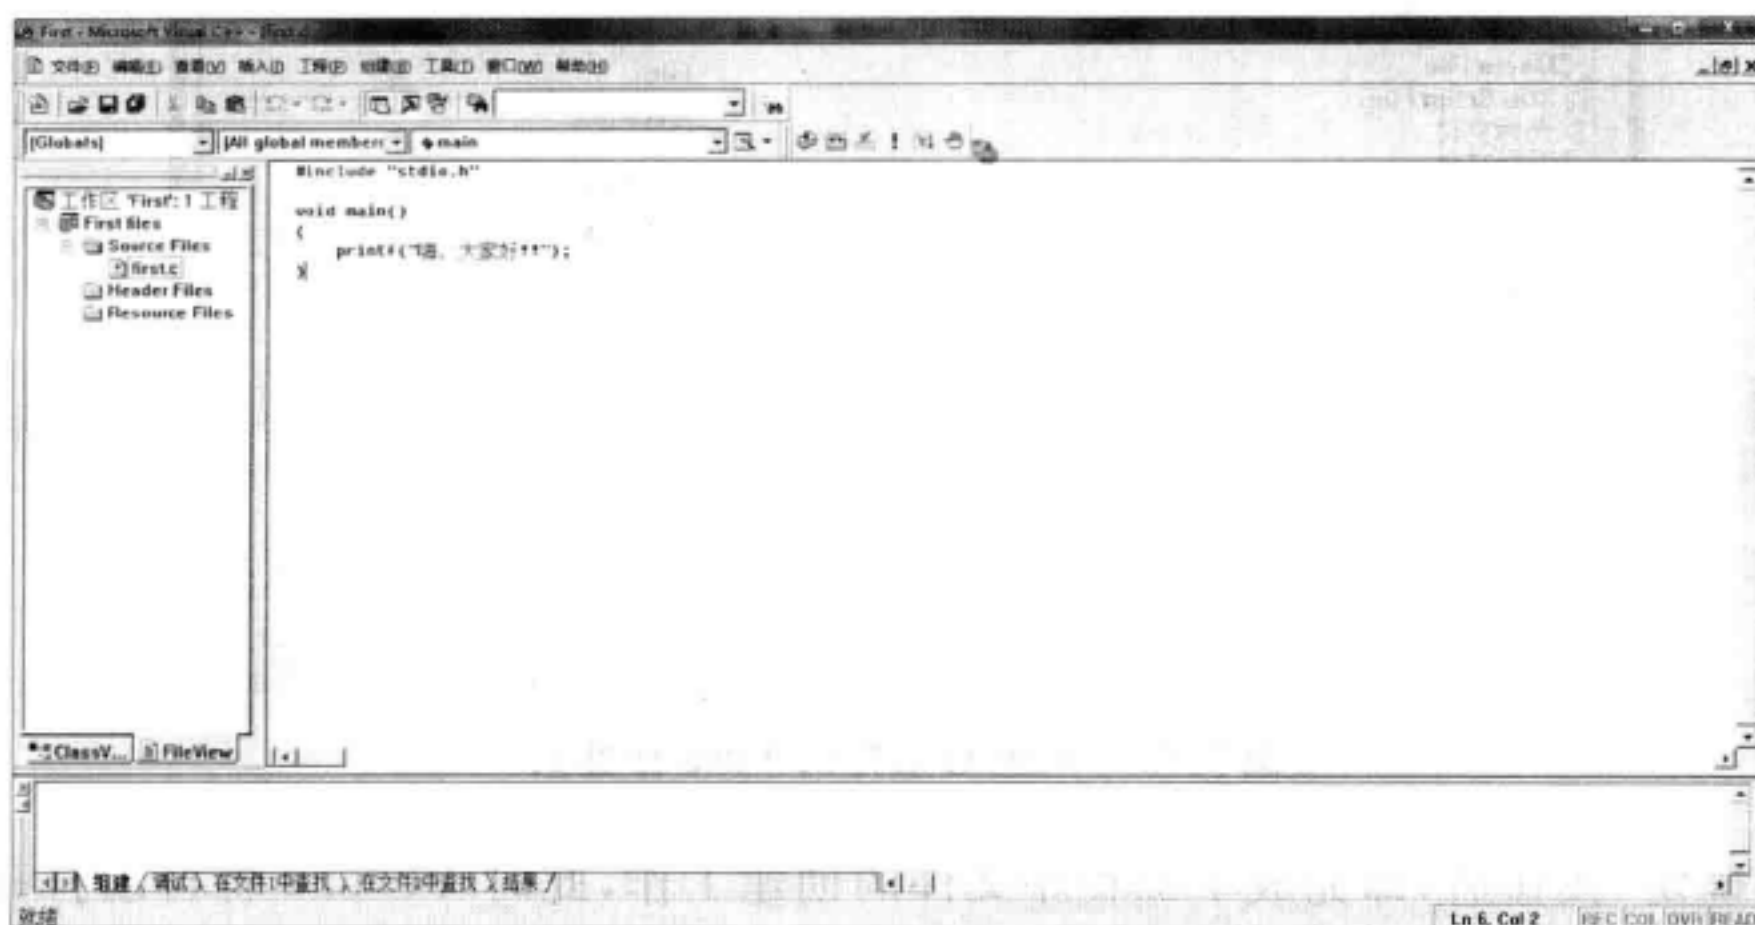 First - Microsoft Visual C++ - [first.c]
文件(F) 编辑(E) 查看(V) 插入(I) 工程(P) 组建(B) 工具(T) 窗口(W) 帮助(H)
(Globals) [All global members main
#include "stdio.h"
void main()
{
printf("嗨，大家好!!");
}
工作区 'First': 1 工程
First files
Source Files
first.c
Header Files
Resource Files
ClassV... FileView
组建 调试 在文件1中查找 在文件2中查找 结果
就绪
Ln 6, Col 2 REC COL OVR READ